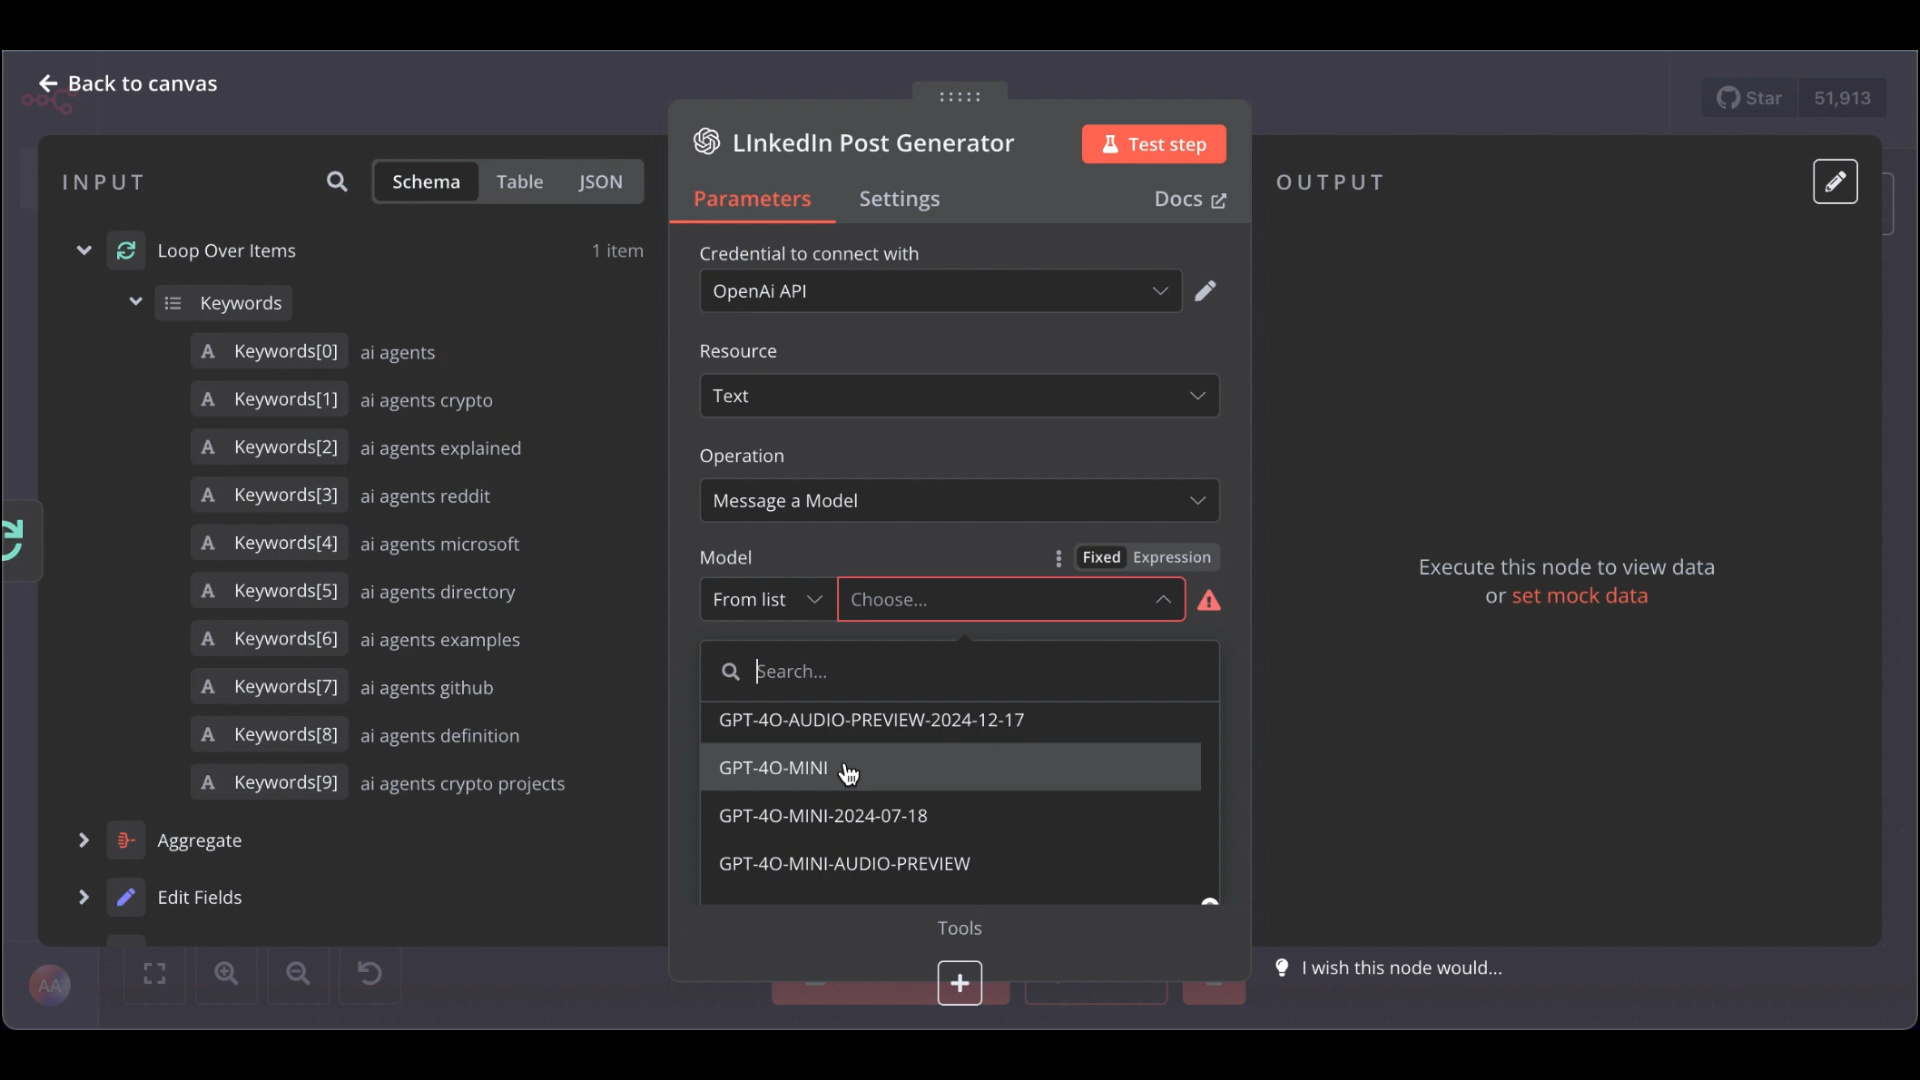 Back to canvas
Star 51,913
LInkedIn Post Generator
Test step
INPUT
Schema Table JSON
Parameters Settings Docs
OUTPUT
Loop Over Items 1 item
Keywords
Keywords[0] ai agents
Keywords[1] ai agents crypto
Keywords[2] ai agents explained
Keywords[3] ai agents reddit
Keywords[4] ai agents microsoft
Keywords[5] ai agents directory
Keywords[6] ai agents examples
Keywords[7] ai agents github
Keywords[8] ai agents definition
Keywords[9] ai agents crypto projects
Aggregate
Edit Fields
Credential to connect with
OpenAi API
Resource
Text
Operation
Message a Model
Model Fixed Expression
From list Choose...
Search...
GPT-4O-AUDIO-PREVIEW-2024-12-17
GPT-4O-MINI
GPT-4O-MINI-2024-07-18
GPT-4O-MINI-AUDIO-PREVIEW
Tools
Execute this node to view data
or set mock data
I wish this node would...
AA